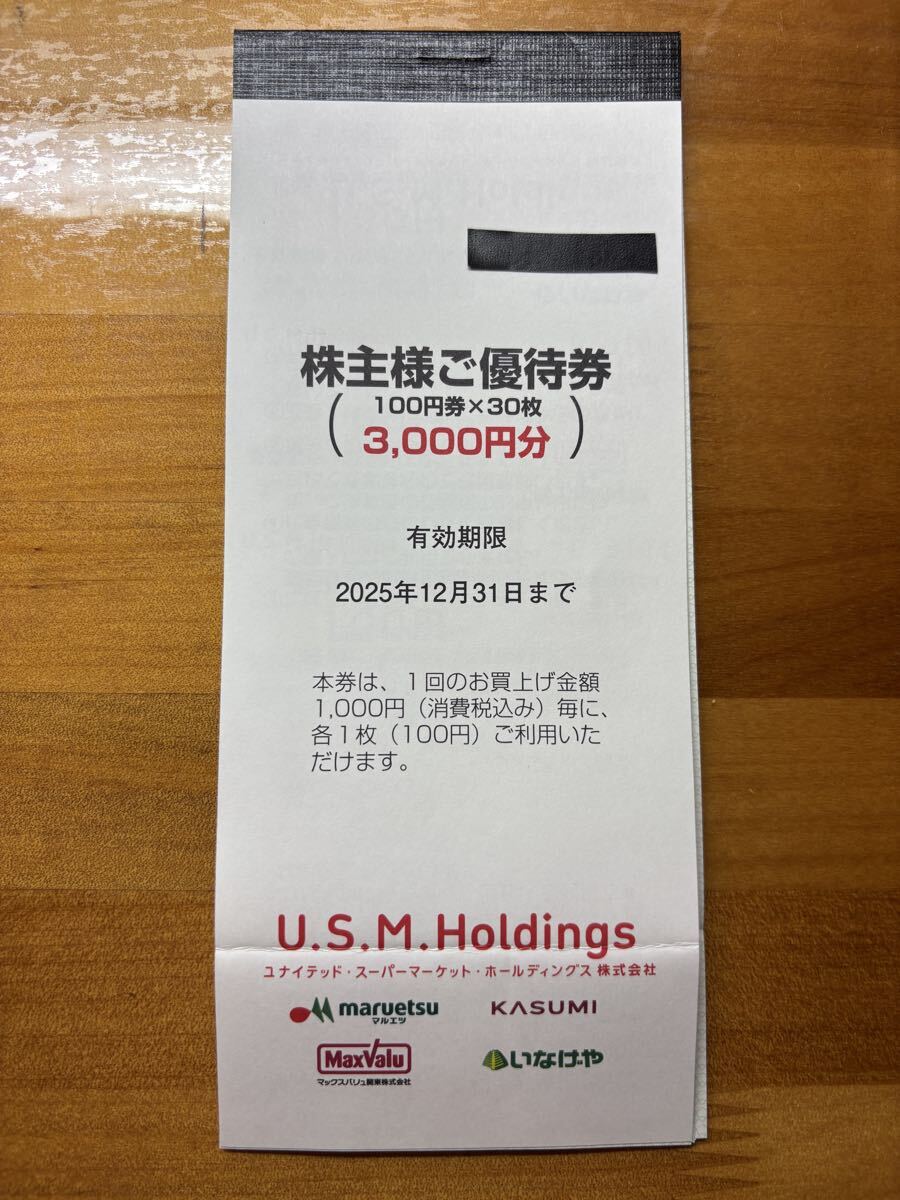 株主様ご優待券
(100円券×30枚
3,000円分)
有効期限
2025年12月31日まで
本券は、1回のお買上げ金額
1,000円（消費税込み）毎に、
各1枚（100円）ご利用いた
だけます。
U.S.M.Holdings
ユナイテッド・スーパーマーケット・ホールディングス 株式会社
maruetsu KASUMI
マルエツ
MaxValu いなげや
マックスバリュ関東株式会社